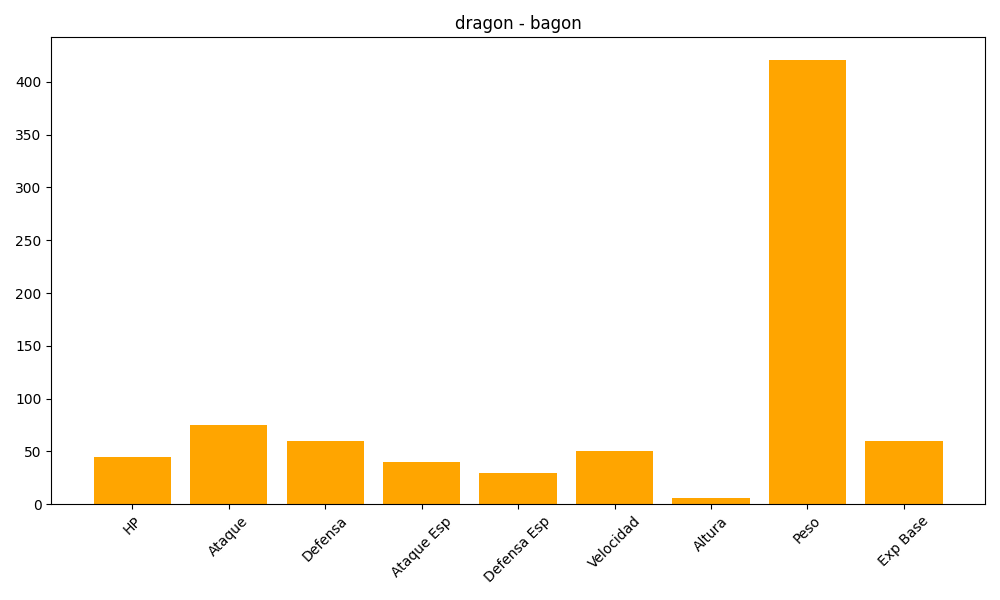 dragon - bagon
400
350
300
250
200
150
100
50
0
HP
Ataque
Defensa
Ataque Esp
Defensa Esp
Velocidad
Altura
Peso
Exp Base